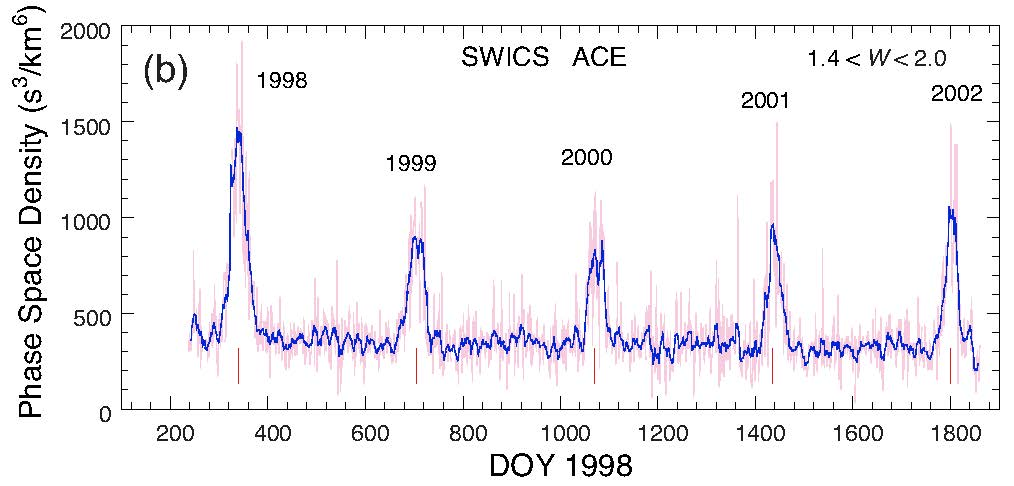 (b)
SWICS ACE
1.4 < W < 2.0
1998
1999
2000
2001
2002
Phase Space Density (s³/km⁶)
2000
1500
1000
500
0
200 400 600 800 1000 1200 1400 1600 1800
DOY 1998